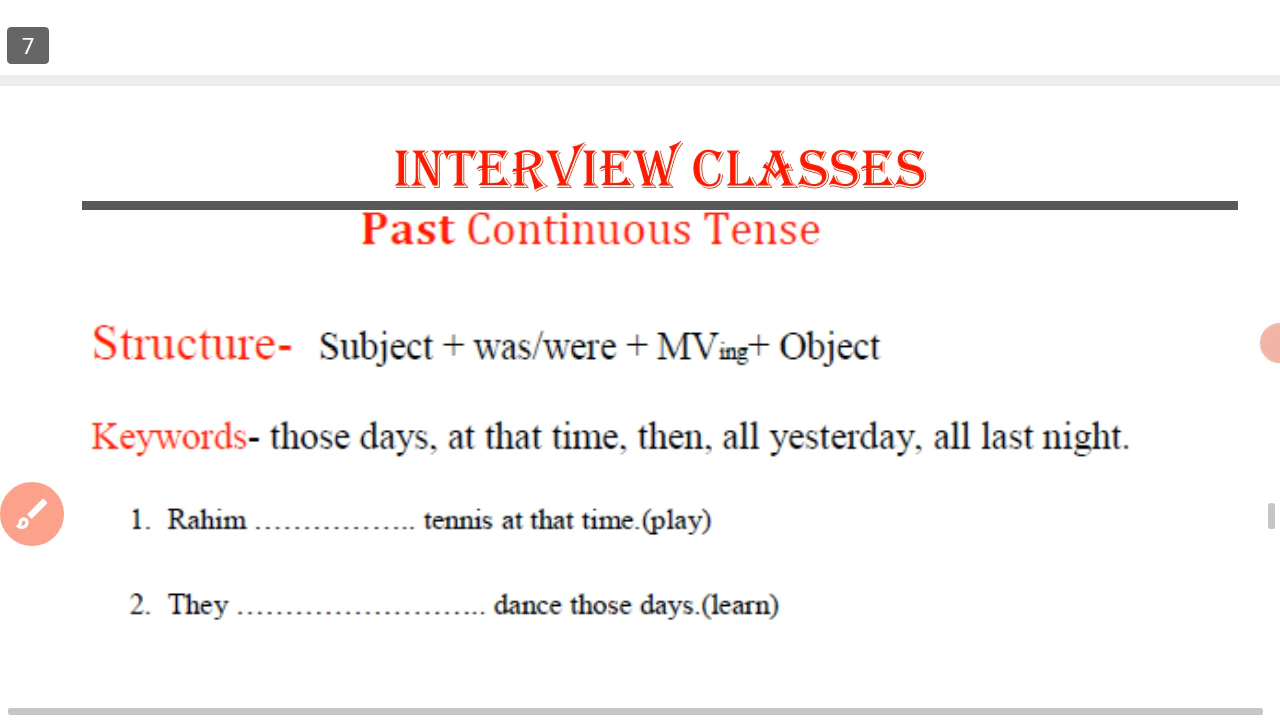 7
INTERVIEW CLASSES
Past Continuous Tense
Structure- Subject + was/were + MVing+ Object
Keywords- those days, at that time, then, all yesterday, all last night.
1. Rahim …………….. tennis at that time.(play)
2. They …………………….. dance those days.(learn)